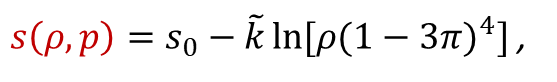 s(ρ, p) = s₀ − k̃ ln[ρ(1 − 3π)⁴] ,